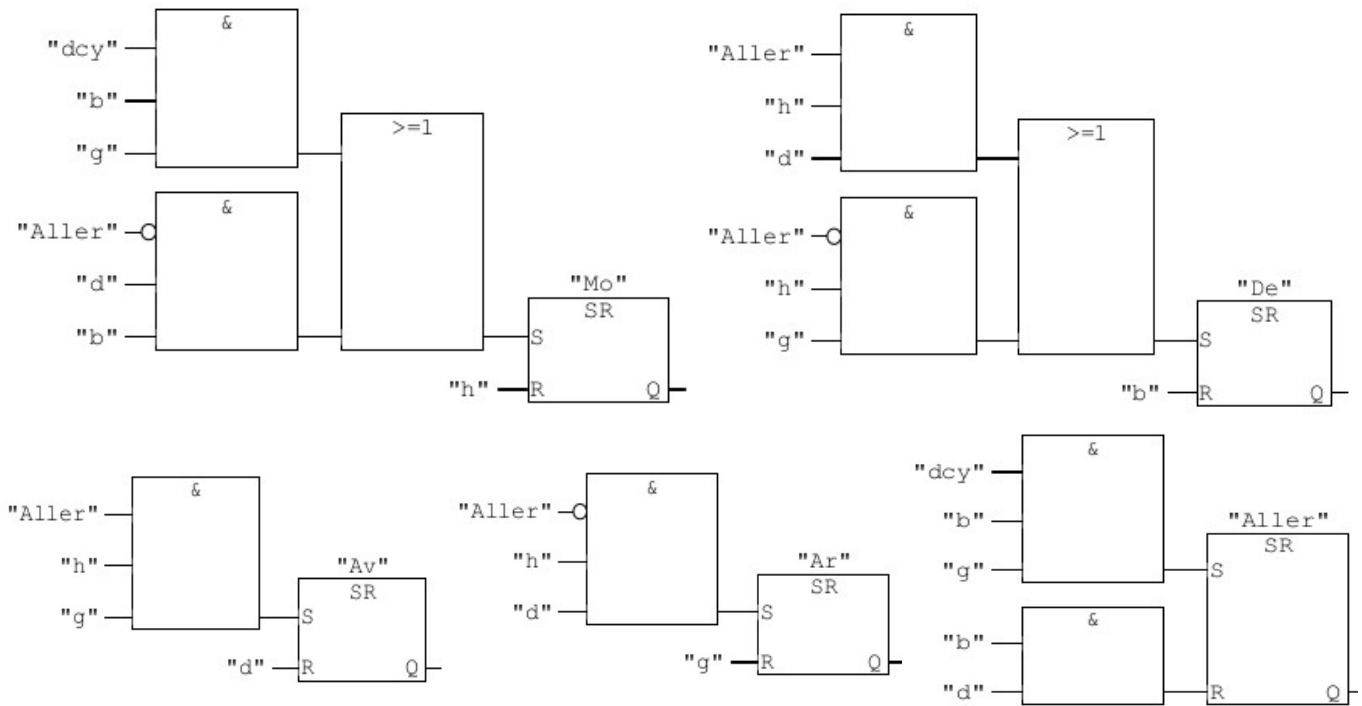 &
"dcy"
"b"
"g"
>=1
&
"Aller"
"d"
"b"
"Mo"
SR
S
"h"
R
Q
&
"Aller"
"h"
"d"
>=1
&
"Aller"
"h"
"g"
"De"
SR
S
"b"
R
Q
&
"Aller"
"h"
"g"
"Av"
SR
S
"d"
R
Q
&
"Aller"
"h"
"d"
"Ar"
SR
S
"g"
R
Q
&
"dcy"
"b"
"g"
&
"b"
"d"
"Aller"
SR
S
R
Q